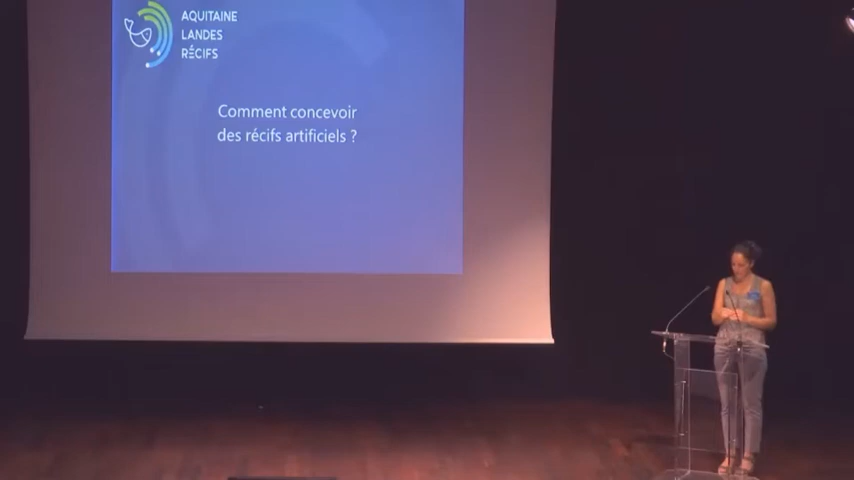 AQUITAINE
LANDES
RÉCIFS
Comment concevoir
des récifs artificiels ?